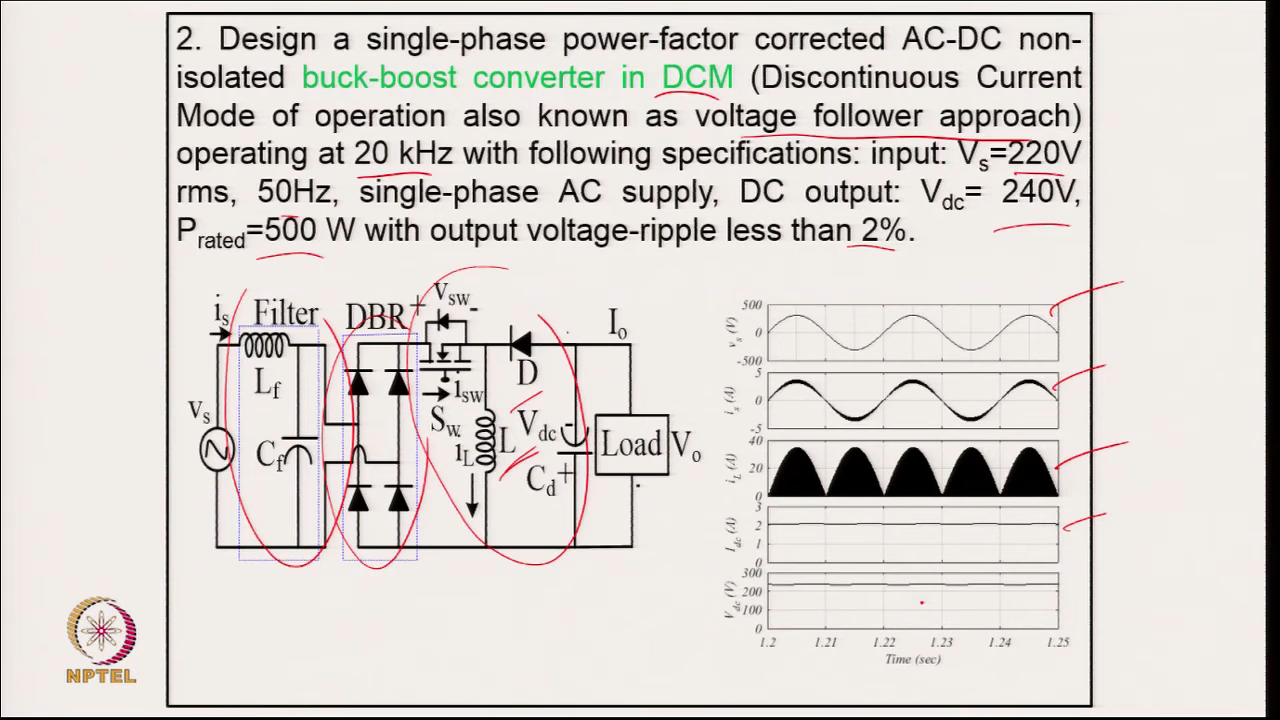 2. Design a single-phase power-factor corrected AC-DC non-
isolated buck-boost converter in DCM (Discontinuous Current
Mode of operation also known as voltage follower approach)
operating at 20 kHz with following specifications: input: Vs=220V
rms, 50Hz, single-phase AC supply, DC output: Vdc= 240V,
Prated=500 W with output voltage-ripple less than 2%.
is
Filter
DBR
+
vsw
-
Io
Lf
D
isw
Sw.
vs
Cf
iL
L
Vdc
-
Cd
+
Load
Vo
500
0
-500
vs (V)
5
0
-5
is (A)
40
20
0
iL (A)
3
2
1
0
Idc (A)
300
200
100
0
Vdc (V)
1.2
1.21
1.22
1.23
1.24
1.25
Time (sec)
NPTEL